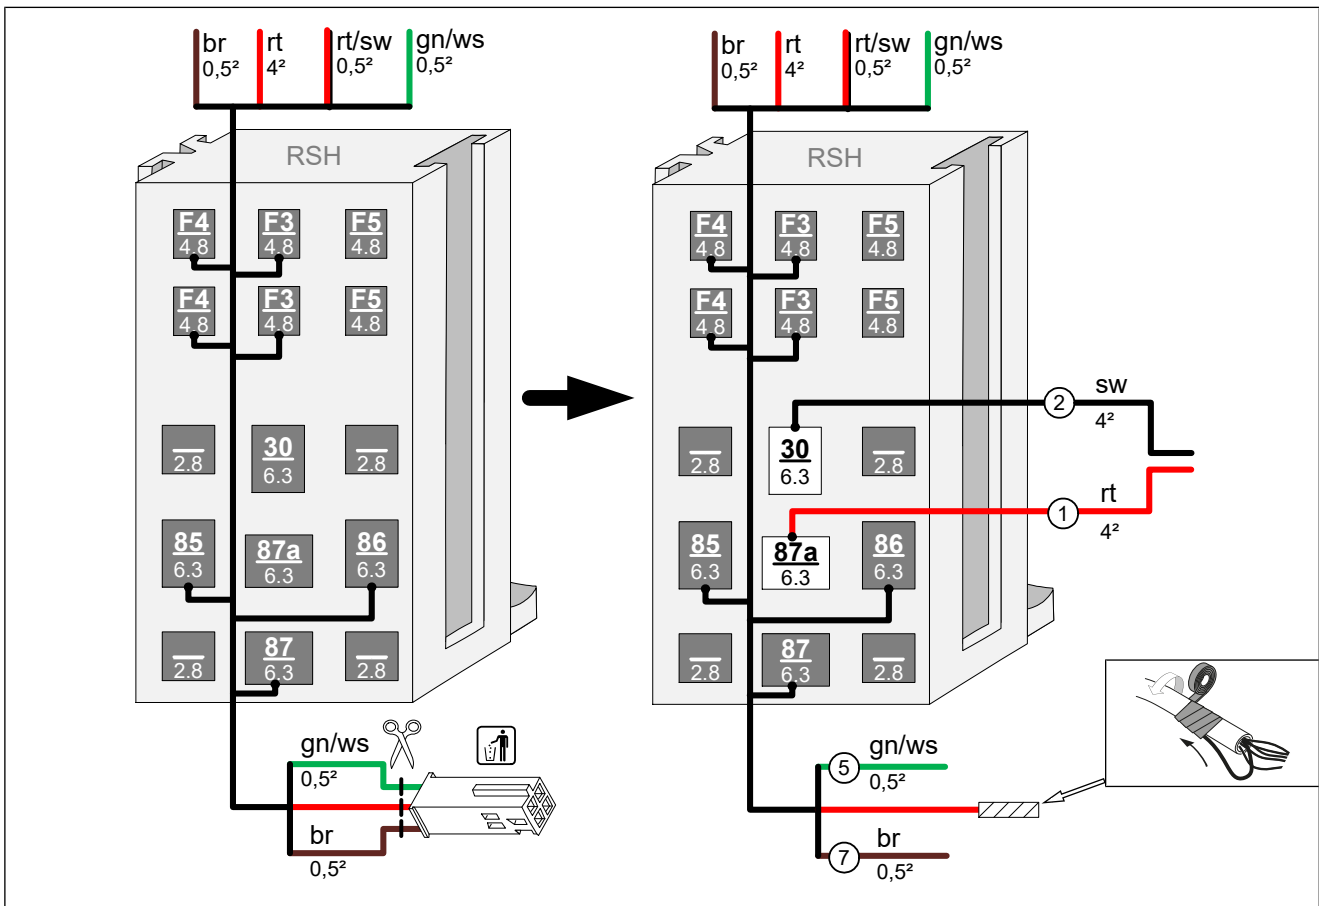 br
0,5²
rt
4²
rt/sw
0,5²
gn/ws
0,5²
RSH
F4
4.8
F3
4.8
F5
4.8
F4
4.8
F3
4.8
F5
4.8
2.8
30
6.3
2.8
85
6.3
87a
6.3
86
6.3
2.8
87
6.3
2.8
gn/ws
0,5²
br
0,5²
br
0,5²
rt
4²
rt/sw
0,5²
gn/ws
0,5²
RSH
F4
4.8
F3
4.8
F5
4.8
F4
4.8
F3
4.8
F5
4.8
2 sw
4²
2.8
30
6.3
2.8
1 rt
4²
85
6.3
87a
6.3
86
6.3
2.8
87
6.3
2.8
5 gn/ws
0,5²
7 br
0,5²